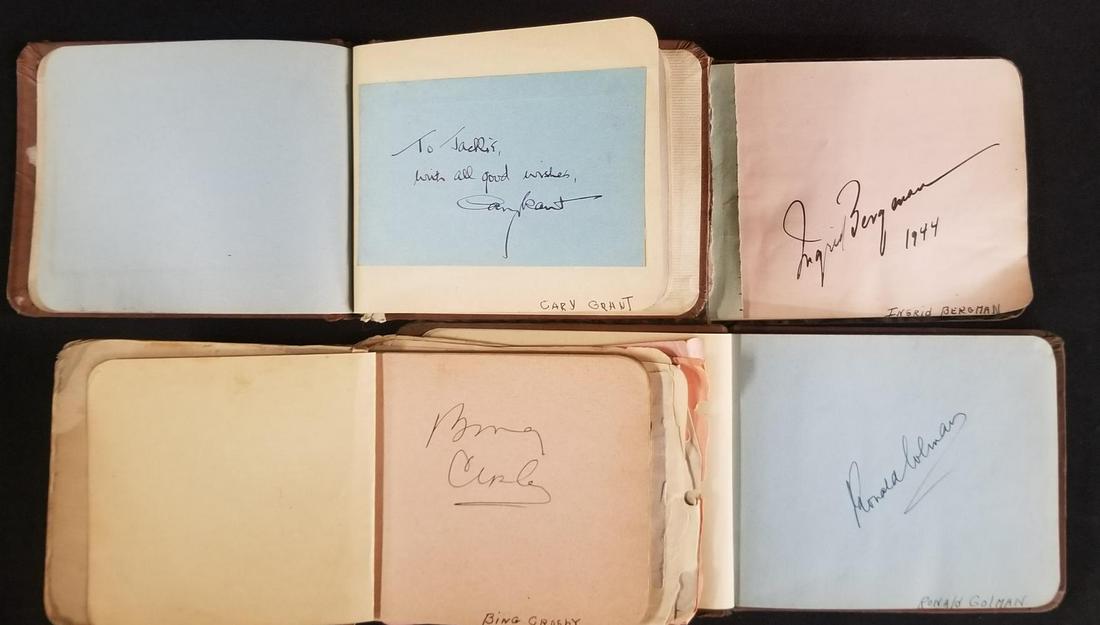 To Jackie,
with all good wishes,
Cary Grant
CARY GRANT
Ingrid Bergman
1944
INGRID BERGMAN
Bing
Crosby
BING CROSBY
Ronald Colman
RONALD COLMAN